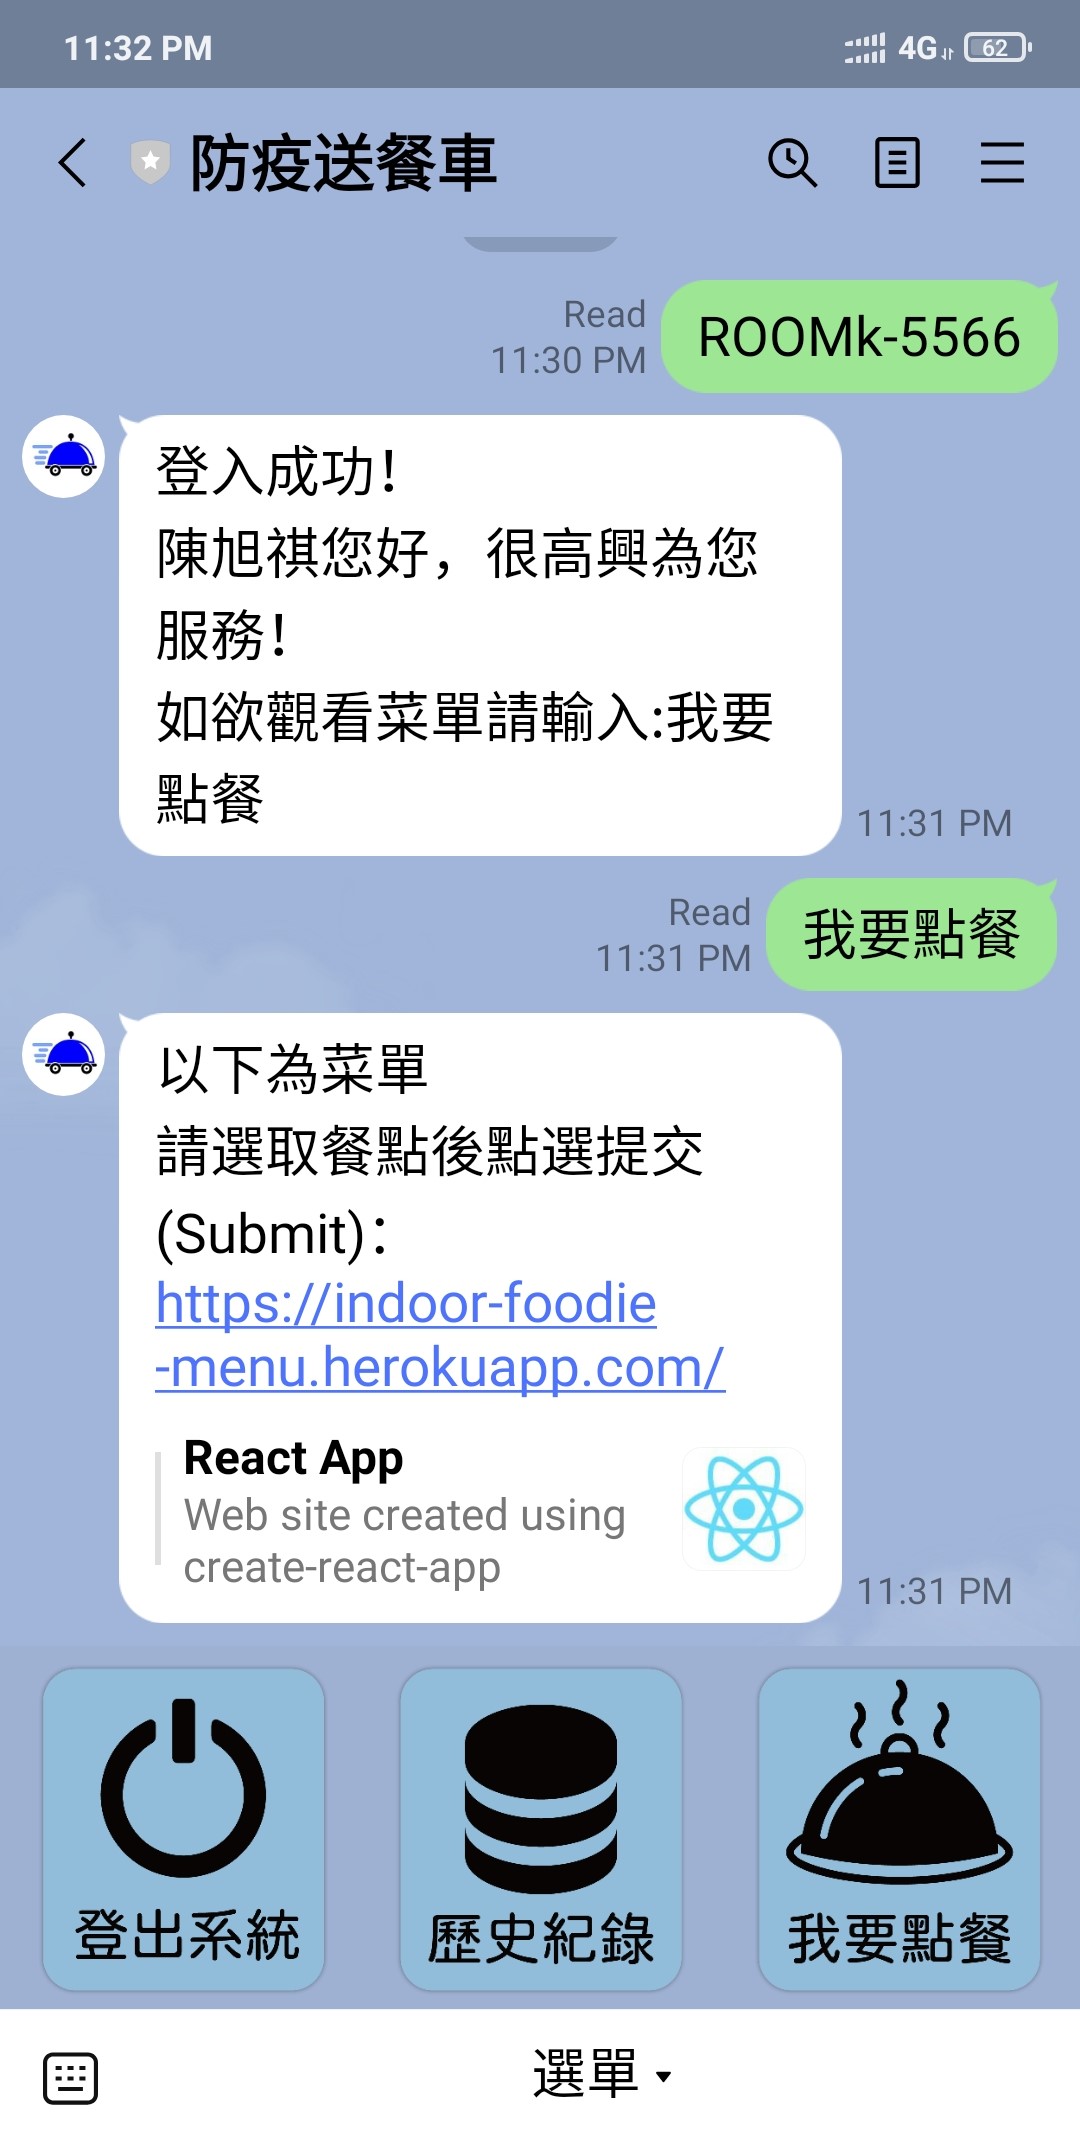 11:32 PM
4G
62
防疫送餐車
Read
11:30 PM
ROOMk-5566
登入成功！
陳旭祺您好，很高興為您
服務！
如欲觀看菜單請輸入:我要
點餐
11:31 PM
Read
11:31 PM
我要點餐
以下為菜單
請選取餐點後點選提交
(Submit)：
https://indoor-foodie
-menu.herokuapp.com/
React App
Web site created using
create-react-app
11:31 PM
登出系統
歷史紀錄
我要點餐
選單